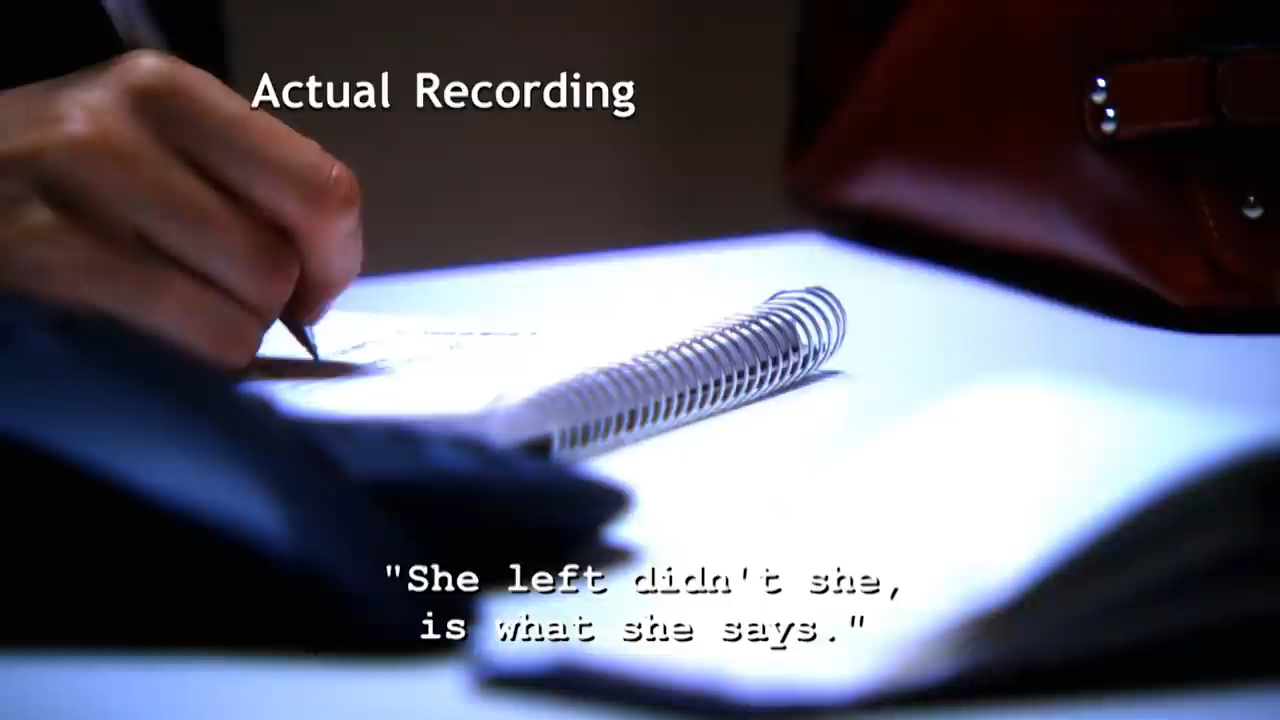 Actual Recording
"She left didn't she,
is what she says."